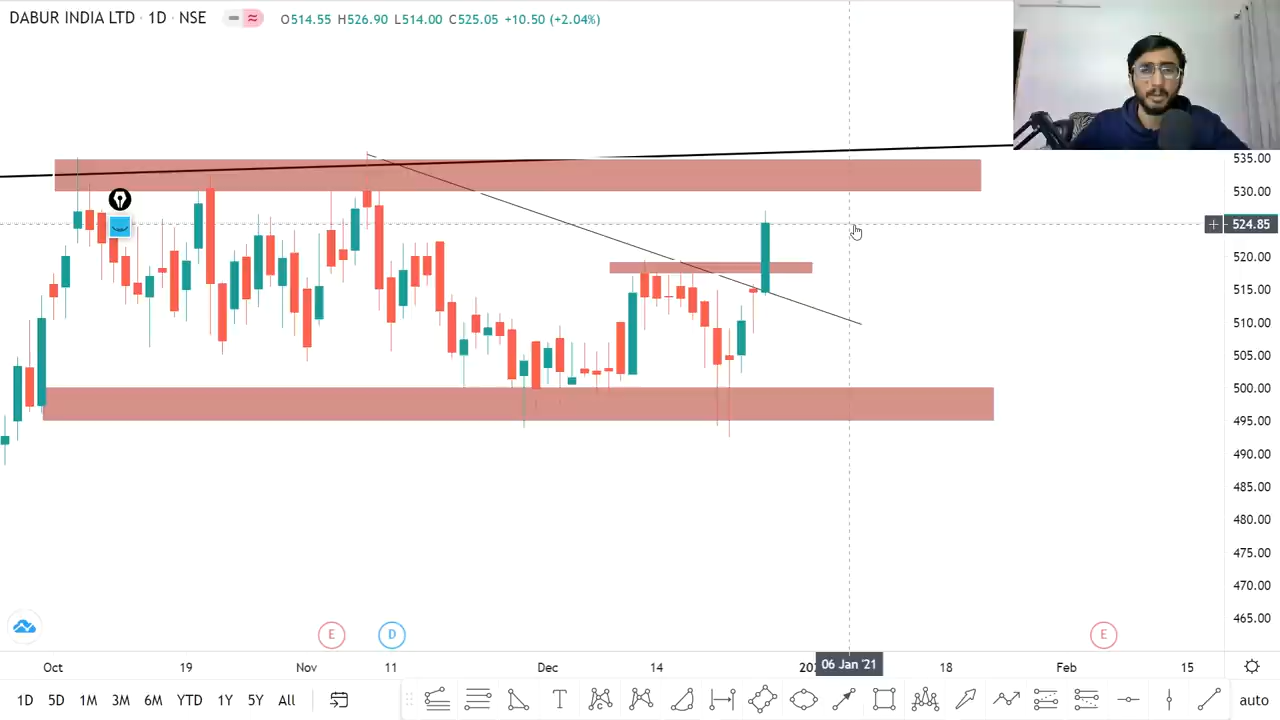 DABUR INDIA LTD · 1D · NSE
O514.55 H526.90 L514.00 C525.05 +10.50 (+2.04%)
535.00
530.00
524.85
520.00
515.00
510.00
505.00
500.00
495.00
490.00
485.00
480.00
475.00
470.00
465.00
E
D
E
Oct
19
Nov
11
Dec
14
06 Jan '21
18
Feb
15
1D 5D 1M 3M 6M YTD 1Y 5Y All
T
auto